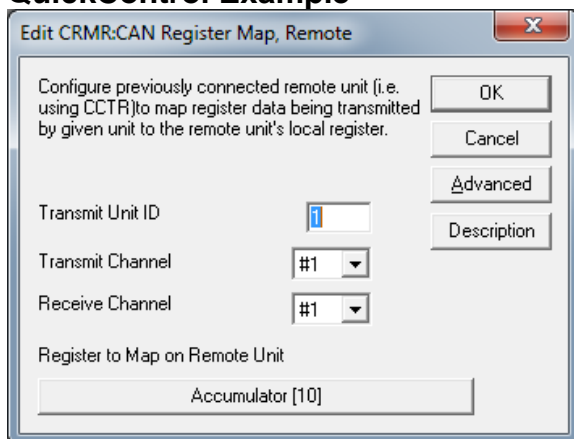 QuickControl Example
Edit CRMR:CAN Register Map, Remote
X
Configure previously connected remote unit (i.e.
using CCTR)to map register data being transmitted
by given unit to the remote unit's local register.
OK
Cancel
Advanced
Description
Transmit Unit ID
1
Transmit Channel
#1
Receive Channel
#1
Register to Map on Remote Unit
Accumulator [10]